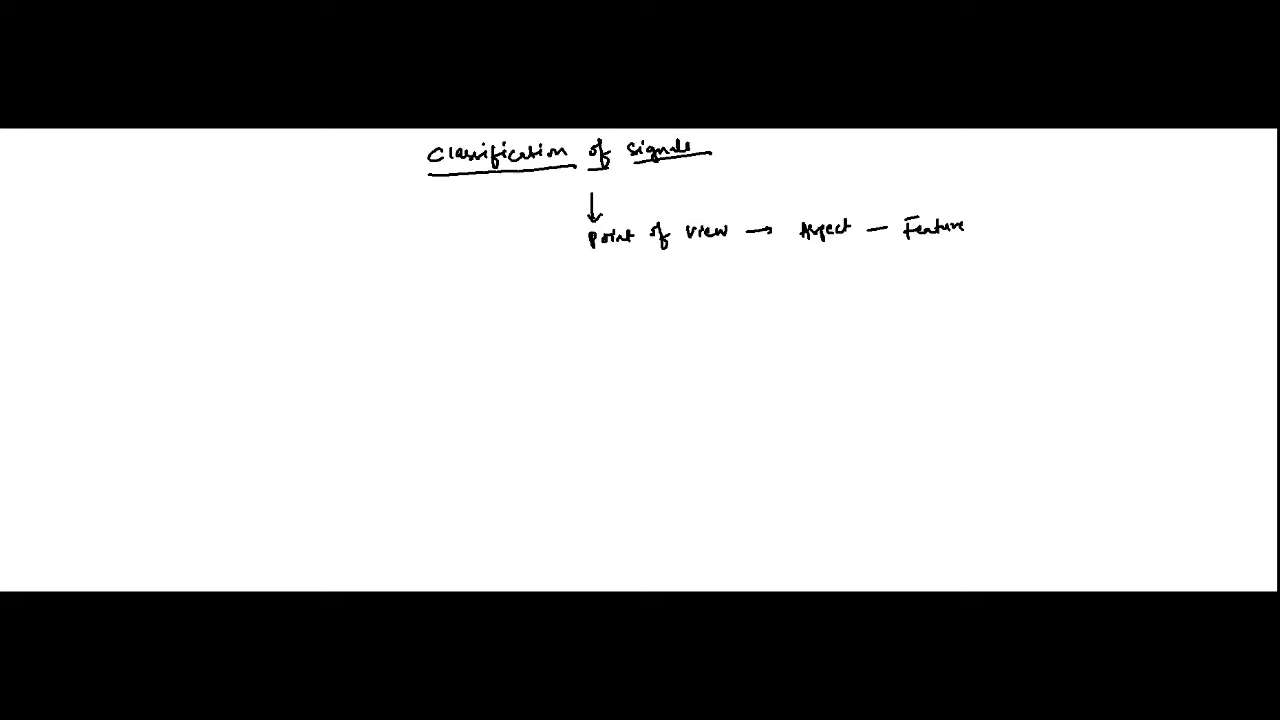 Classification of Signals
↓
Point of view → Aspect — Feature